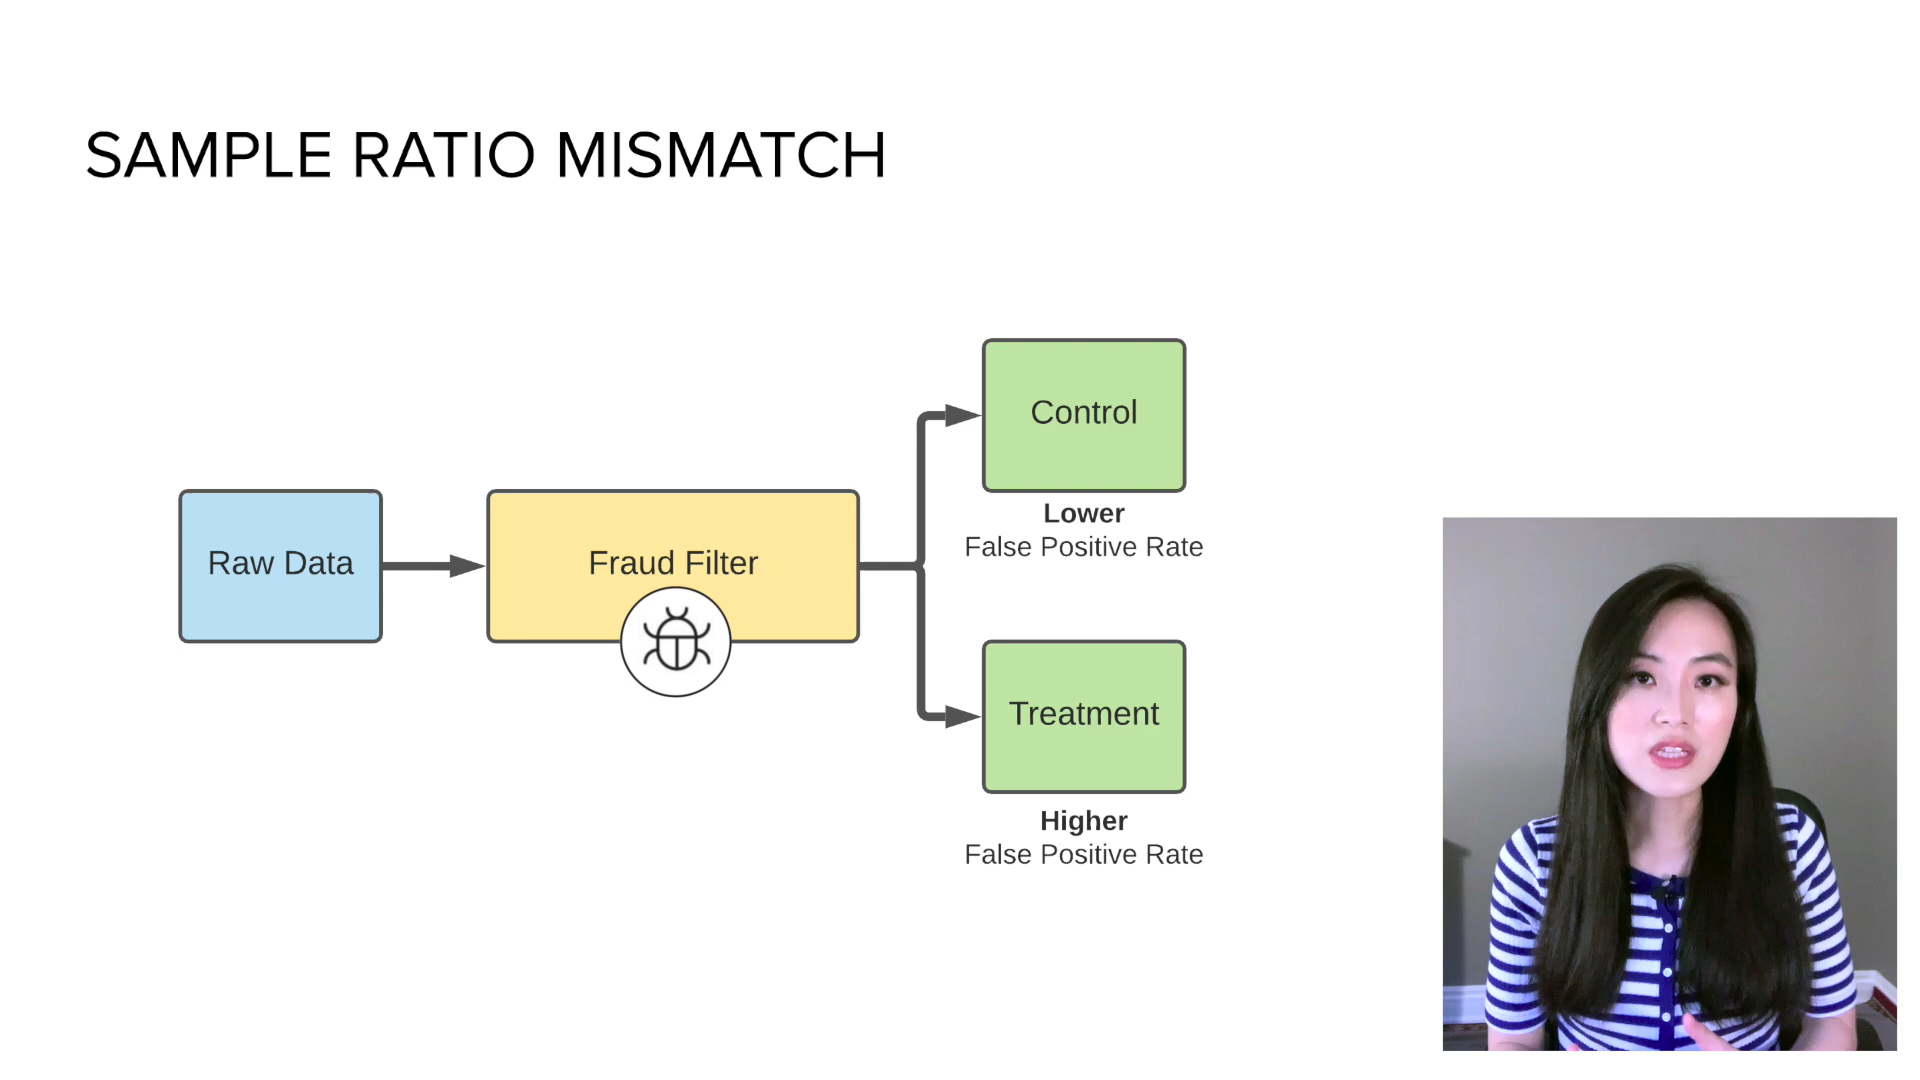 SAMPLE RATIO MISMATCH
Raw Data
Fraud Filter
Control
Lower
False Positive Rate
Treatment
Higher
False Positive Rate